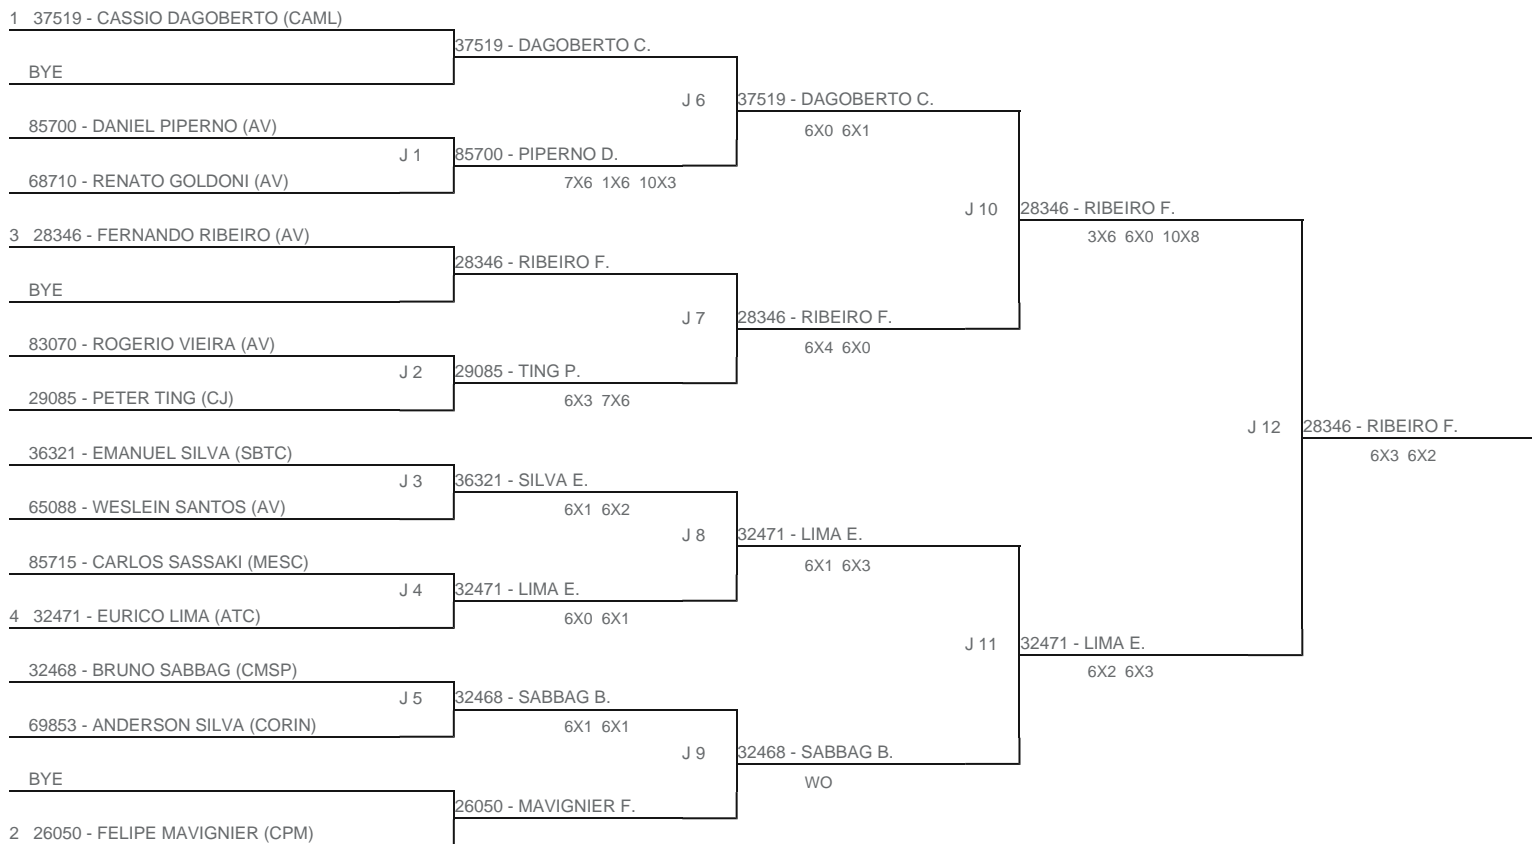 1 37519 - CASSIO DAGOBERTO (CAML)
37519 - DAGOBERTO C.
BYE
J 6
37519 - DAGOBERTO C.
6X0 6X1
85700 - DANIEL PIPERNO (AV)
J 1
85700 - PIPERNO D.
7X6 1X6 10X3
68710 - RENATO GOLDONI (AV)
J 10
28346 - RIBEIRO F.
3X6 6X0 10X8
3 28346 - FERNANDO RIBEIRO (AV)
28346 - RIBEIRO F.
BYE
J 7
28346 - RIBEIRO F.
6X4 6X0
83070 - ROGERIO VIEIRA (AV)
J 2
29085 - TING P.
6X3 7X6
29085 - PETER TING (CJ)
J 12
28346 - RIBEIRO F.
6X3 6X2
36321 - EMANUEL SILVA (SBTC)
J 3
36321 - SILVA E.
6X1 6X2
65088 - WESLEIN SANTOS (AV)
J 8
32471 - LIMA E.
6X1 6X3
85715 - CARLOS SASSAKI (MESC)
J 4
32471 - LIMA E.
6X0 6X1
4 32471 - EURICO LIMA (ATC)
J 11
32471 - LIMA E.
6X2 6X3
32468 - BRUNO SABBAG (CMSP)
J 5
32468 - SABBAG B.
6X1 6X1
69853 - ANDERSON SILVA (CORIN)
J 9
32468 - SABBAG B.
WO
BYE
26050 - MAVIGNIER F.
2 26050 - FELIPE MAVIGNIER (CPM)